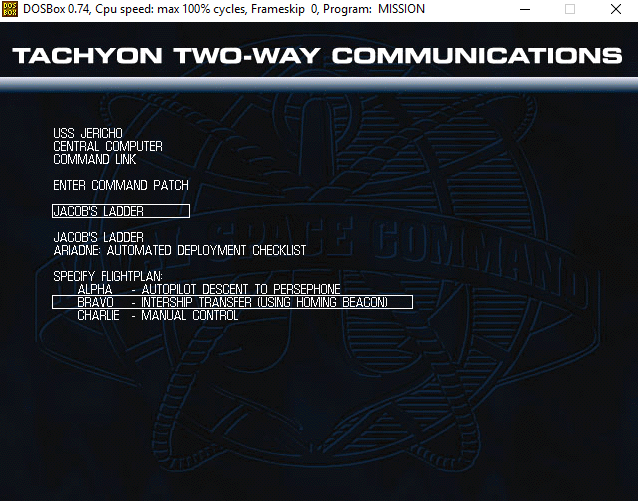 DOSBox 0.74, Cpu speed: max 100% cycles, Frameskip 0, Program: MISSION
TACHYON TWO-WAY COMMUNICATIONS
USS JERICHO
CENTRAL COMPUTER
COMMAND LINK
ENTER COMMAND PATCH
JACOB'S LADDER
JACOB'S LADDER
ARIADNE: AUTOMATED DEPLOYMENT CHECKLIST
SPECIFY FLIGHTPLAN:
ALPHA - AUTOPILOT DESCENT TO PERSEPHONE
BRAVO - INTERSHIP TRANSFER (USING HOMING BEACON)
CHARLIE - MANUAL CONTROL
SPACE COMMAND